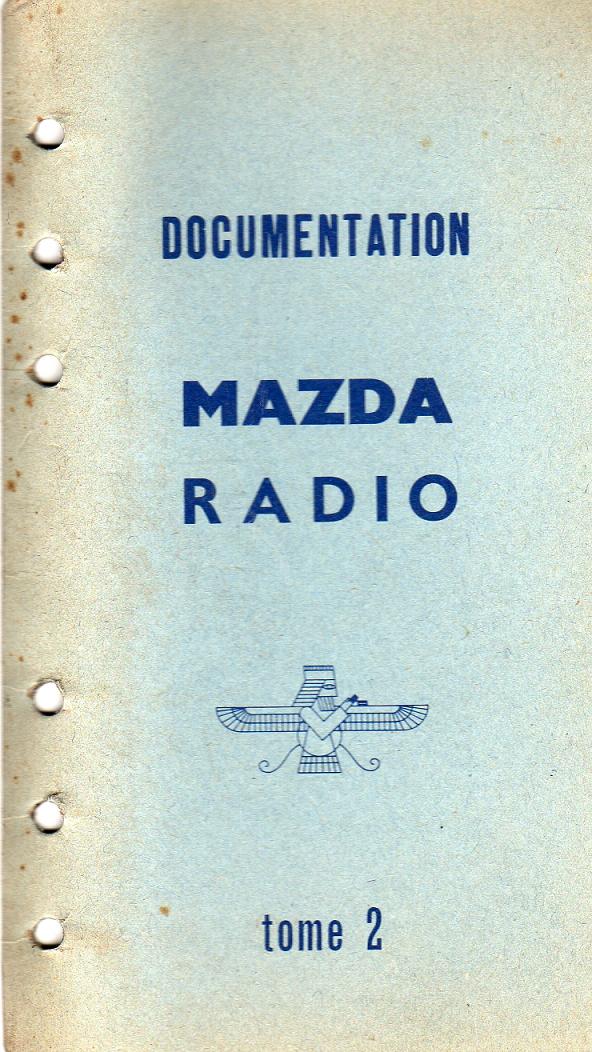 DOCUMENTATION
MAZDA
RADIO
tome 2